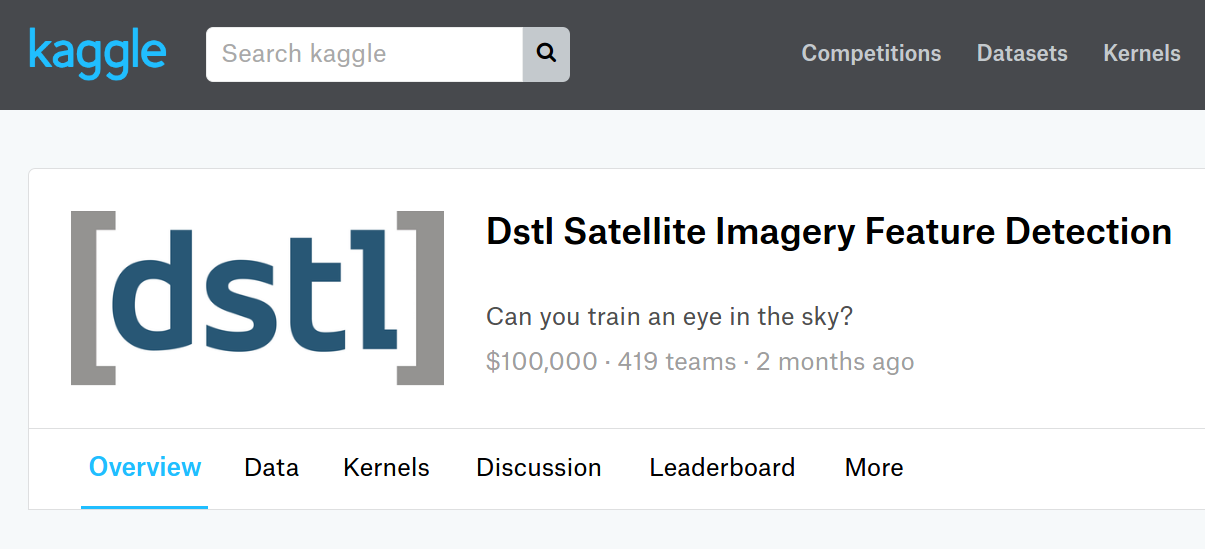 kaggle
Search kaggle
Competitions Datasets Kernels
[dstl]
Dstl Satellite Imagery Feature Detection
Can you train an eye in the sky?
$100,000 · 419 teams · 2 months ago
Overview Data Kernels Discussion Leaderboard More